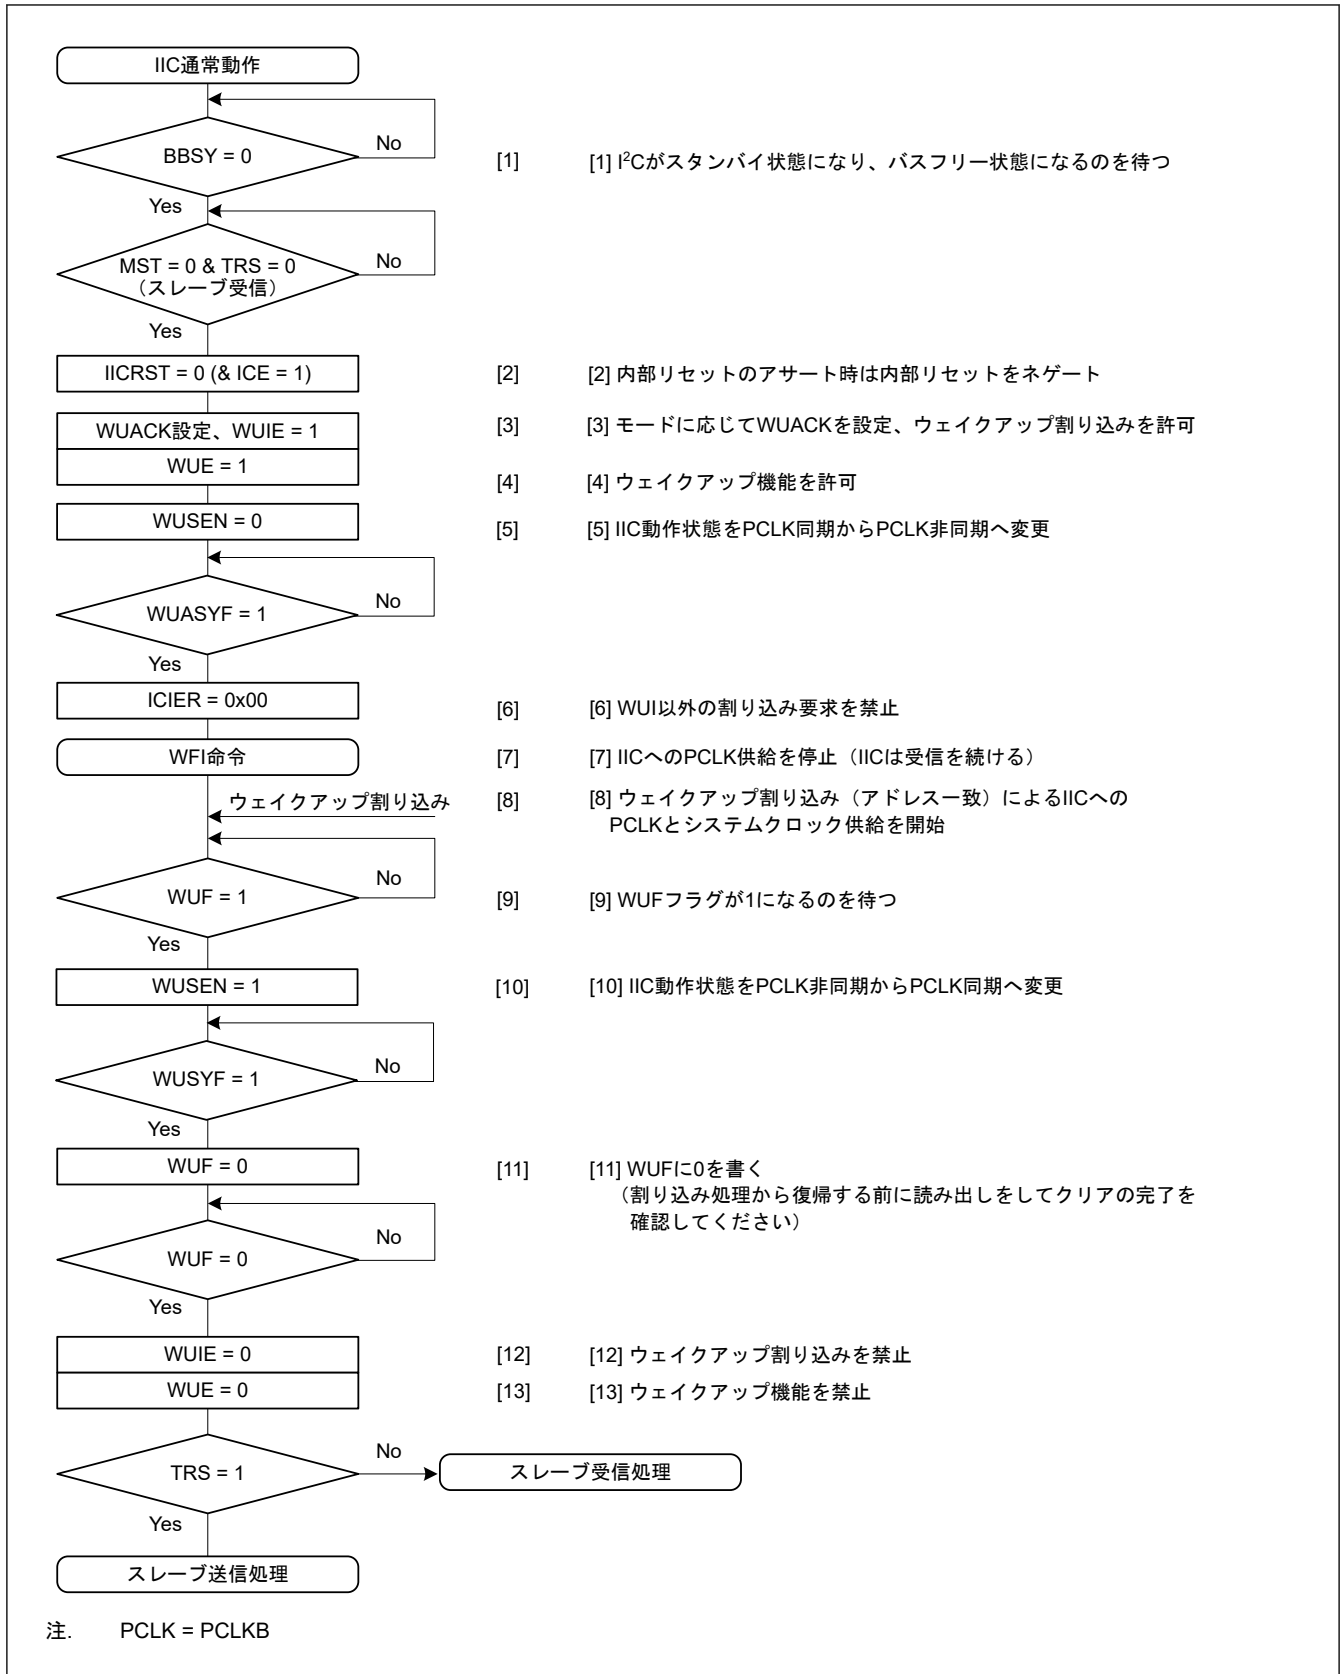 IIC通常動作
BBSY = 0
No
[1]
[1] I²Cがスタンバイ状態になり、バスフリー状態になるのを待つ
Yes
MST = 0 & TRS = 0
（スレーブ受信）
No
Yes
IICRST = 0 (& ICE = 1)
[2]
[2] 内部リセットのアサート時は内部リセットをネゲート
WUACK設定、WUIE = 1
[3]
[3] モードに応じてWUACKを設定、ウェイクアップ割り込みを許可
WUE = 1
[4]
[4] ウェイクアップ機能を許可
WUSEN = 0
[5]
[5] IIC動作状態をPCLK同期からPCLK非同期へ変更
WUASYF = 1
No
Yes
ICIER = 0x00
[6]
[6] WUI以外の割り込み要求を禁止
WFI命令
[7]
[7] IICへのPCLK供給を停止（IICは受信を続ける）
ウェイクアップ割り込み
[8]
[8] ウェイクアップ割り込み（アドレス一致）によるIICへの
PCLKとシステムクロック供給を開始
WUF = 1
No
[9]
[9] WUFフラグが1になるのを待つ
Yes
WUSEN = 1
[10]
[10] IIC動作状態をPCLK非同期からPCLK同期へ変更
WUSYF = 1
No
Yes
WUF = 0
[11]
[11] WUFに0を書く
（割り込み処理から復帰する前に読み出しをしてクリアの完了を
確認してください）
WUF = 0
No
Yes
WUIE = 0
[12]
[12] ウェイクアップ割り込みを禁止
WUE = 0
[13]
[13] ウェイクアップ機能を禁止
TRS = 1
No
スレーブ受信処理
Yes
スレーブ送信処理
注. PCLK = PCLKB